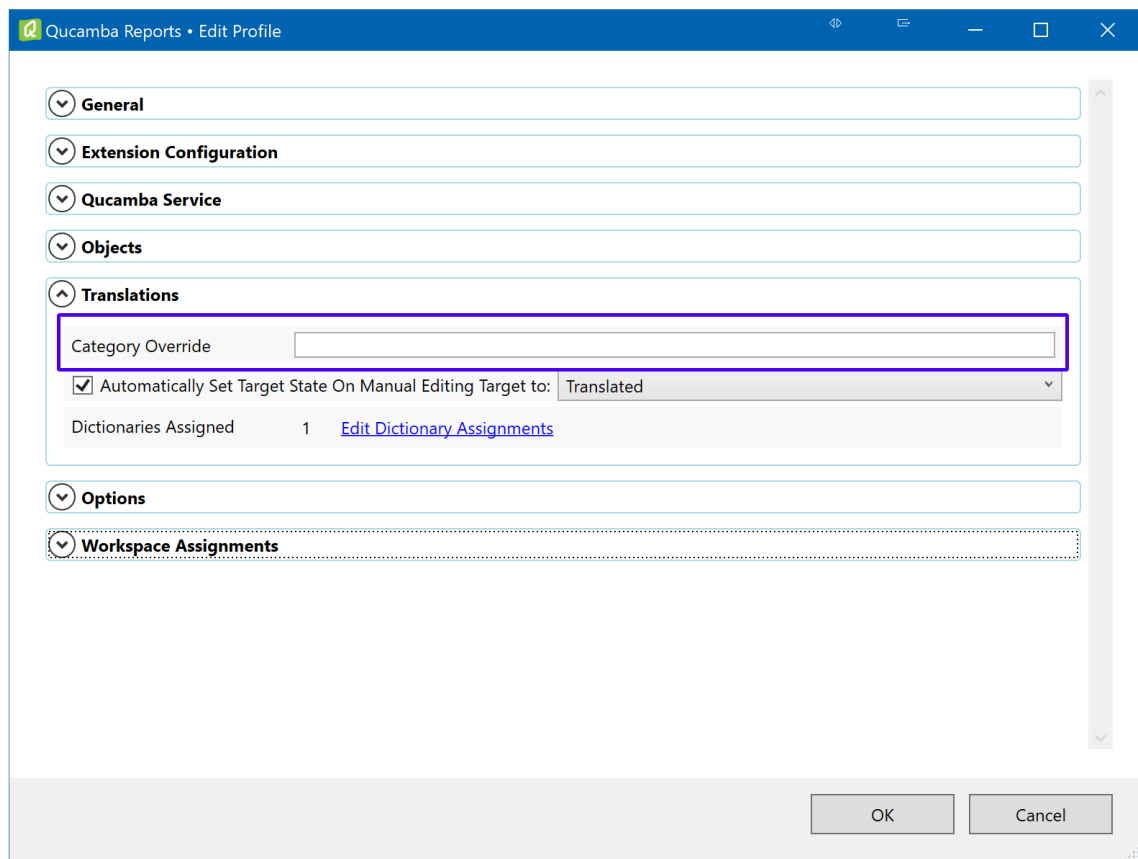 Qucamba Reports • Edit Profile
General
Extension Configuration
Qucamba Service
Objects
Translations
Category Override
Automatically Set Target State On Manual Editing Target to: Translated
Dictionaries Assigned 1 Edit Dictionary Assignments
Options
Workspace Assignments
OK Cancel